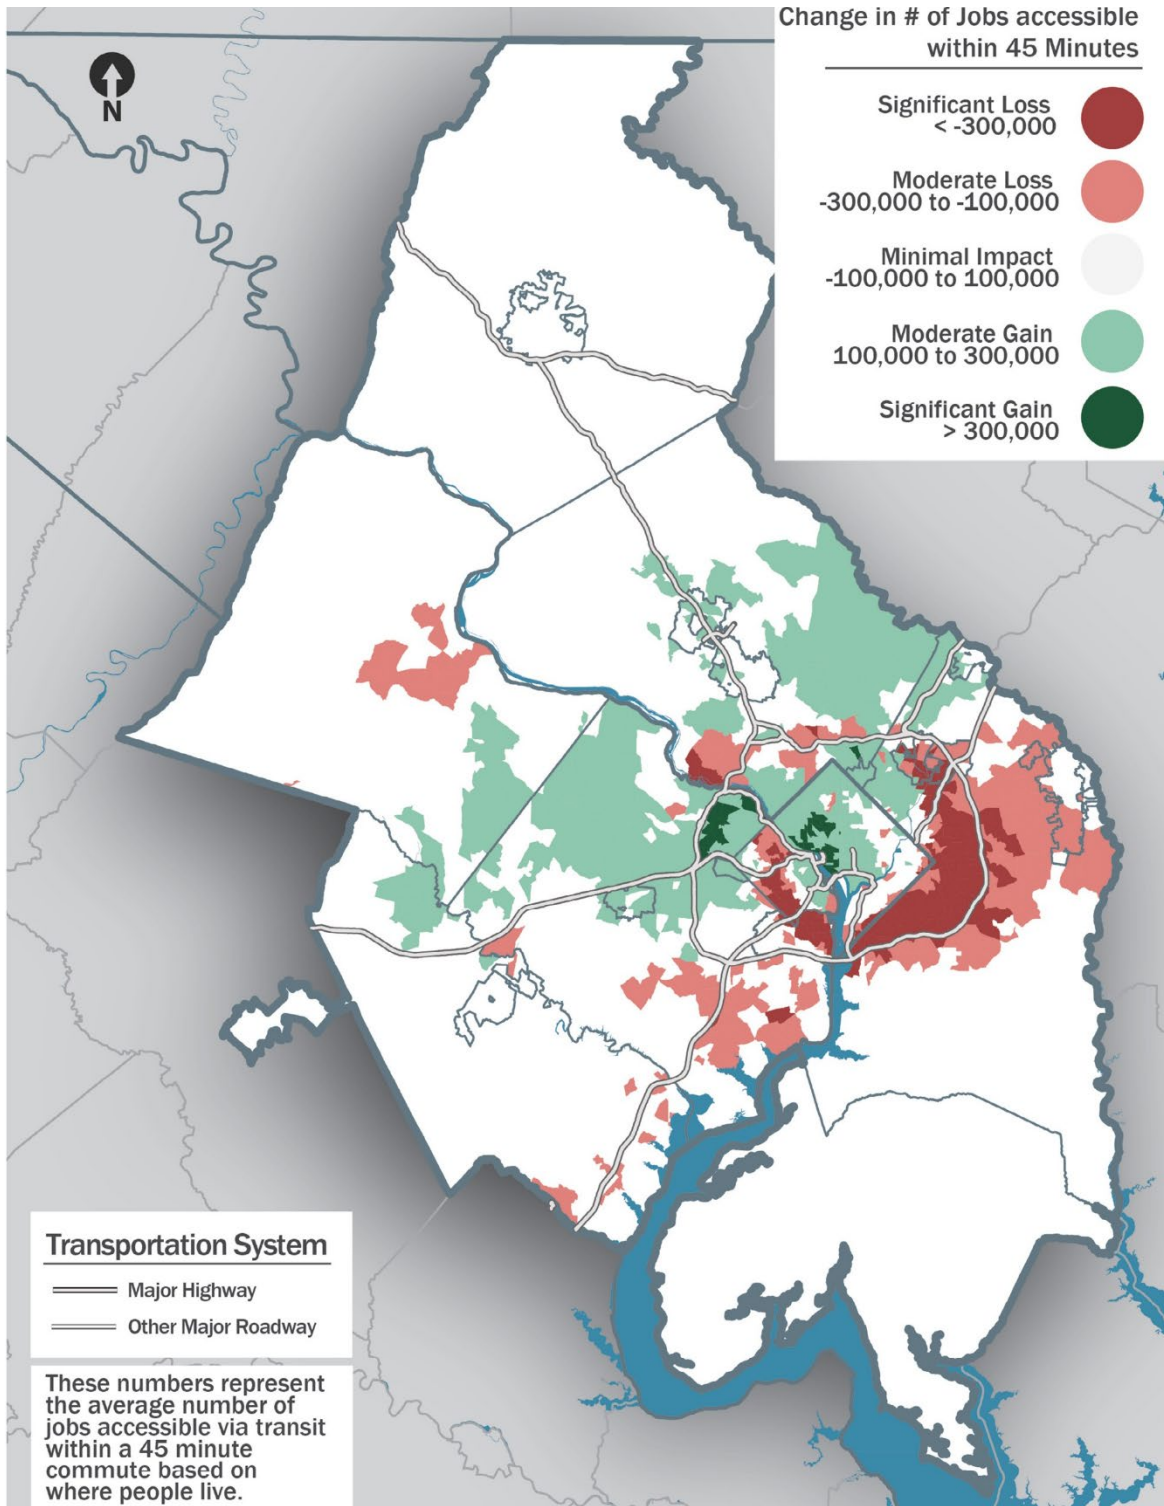 Change in # of Jobs accessible
within 45 Minutes
Significant Loss
< -300,000
Moderate Loss
-300,000 to -100,000
Minimal Impact
-100,000 to 100,000
Moderate Gain
100,000 to 300,000
Significant Gain
> 300,000
N
Transportation System
Major Highway
Other Major Roadway
These numbers represent
the average number of
jobs accessible via transit
within a 45 minute
commute based on
where people live.